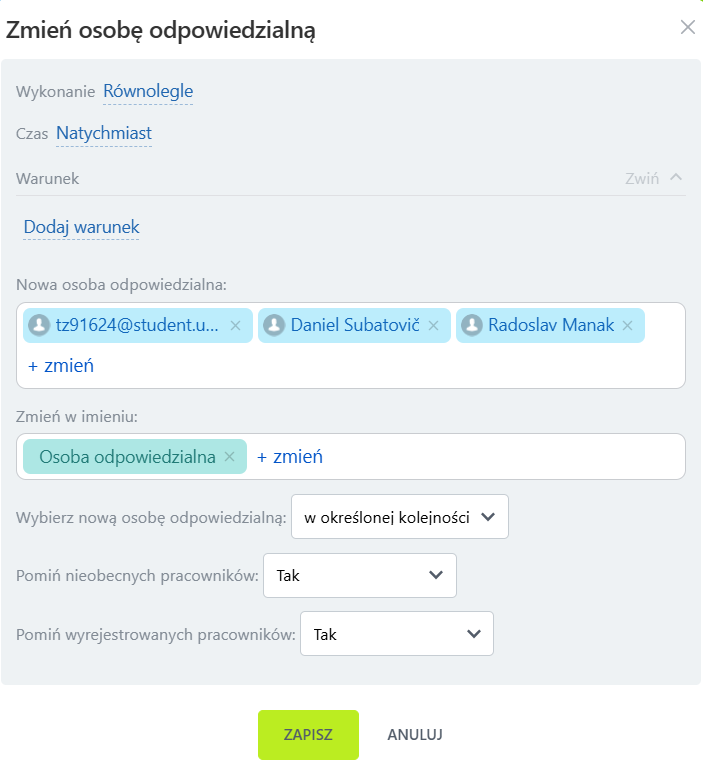 Zmień osobę odpowiedzialną
Wykonanie Równolegle
Czas Natychmiast
Warunek Zwiń
Dodaj warunek
Nowa osoba odpowiedzialna:
tz91624@student.u... × Daniel Subatovič × Radoslav Manak ×
+ zmień
Zmień w imieniu:
Osoba odpowiedzialna × + zmień
Wybierz nową osobę odpowiedzialną: w określonej kolejności
Pomiń nieobecnych pracowników: Tak
Pomiń wyrejestrowanych pracowników: Tak
ZAPISZ ANULUJ